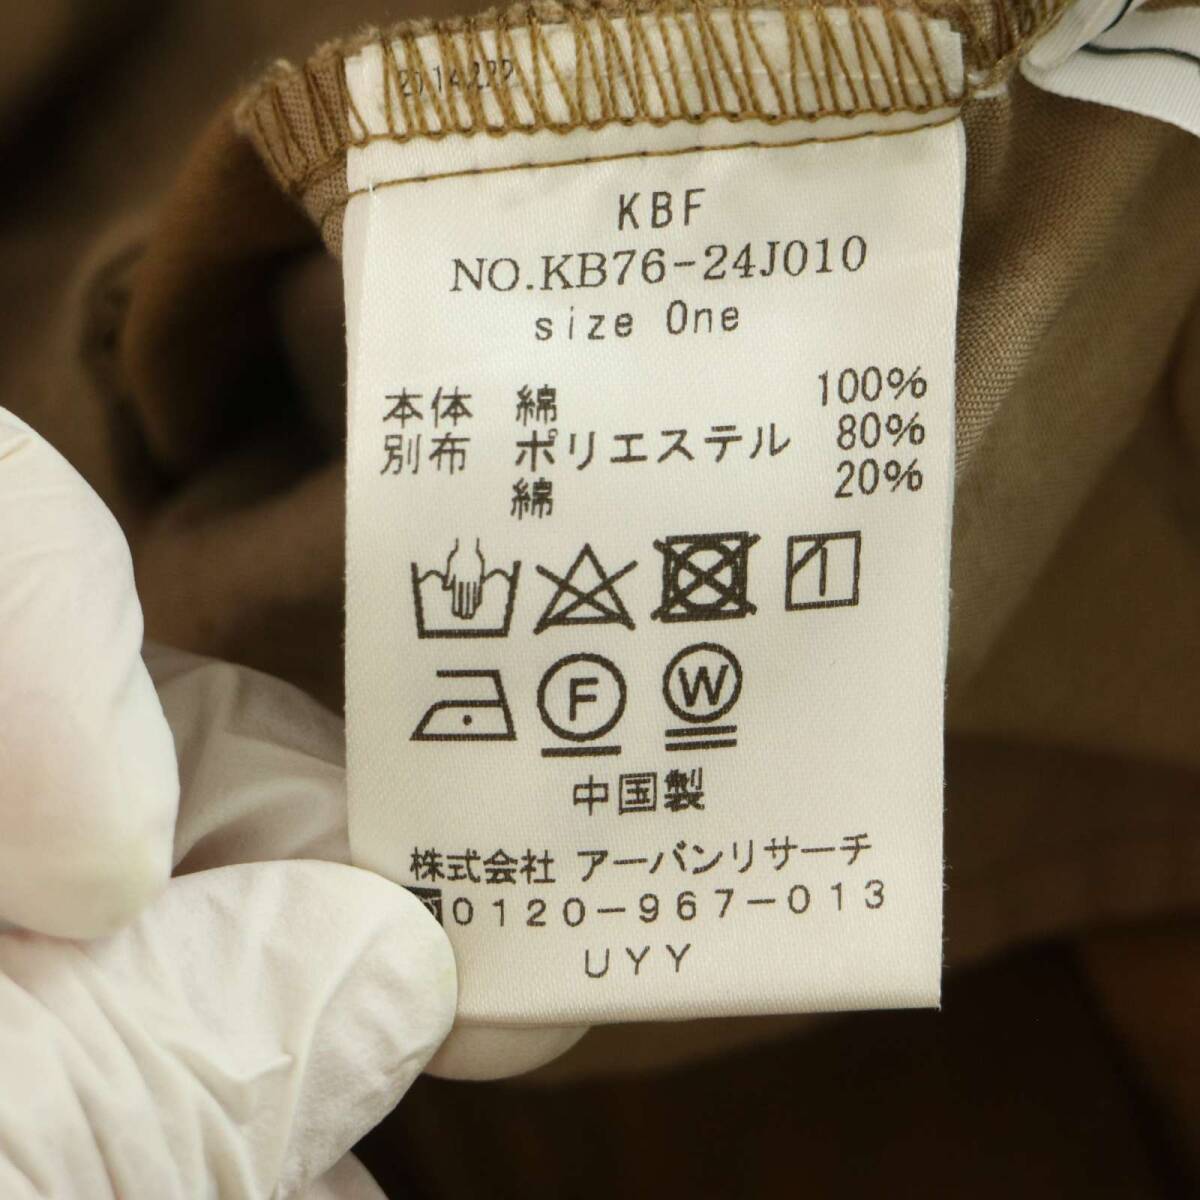 KBF
NO.KB76-24J010
size One
本体 綿 100%
別布 ポリエステル 80%
綿 20%
F W
中国製
株式会社 アーバンリサーチ
0120-967-013
UYY